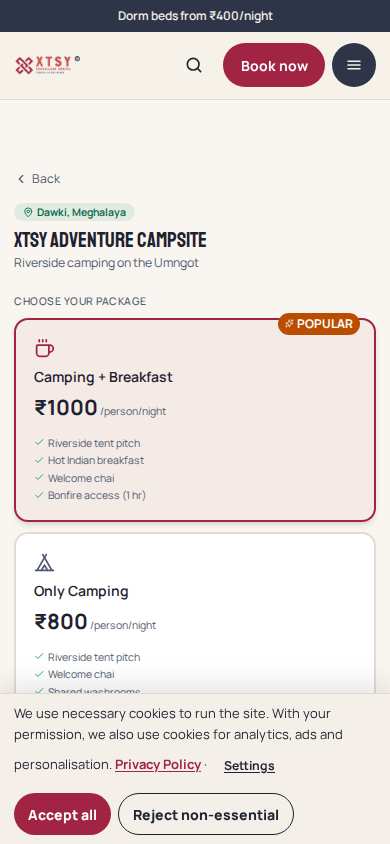 Dorm beds from ₹400/night
XTSY
Book now
Back
Dawki, Meghalaya
XTSY ADVENTURE CAMPSITE
Riverside camping on the Umngot
CHOOSE YOUR PACKAGE
POPULAR
Camping + Breakfast
₹1000 /person/night
Riverside tent pitch
Hot Indian breakfast
Welcome chai
Bonfire access (1 hr)
Only Camping
₹800 /person/night
Riverside tent pitch
Welcome chai
Shared washrooms
We use necessary cookies to run the site. With your
permission, we also use cookies for analytics, ads and
personalisation. Privacy Policy · Settings
Accept all Reject non-essential